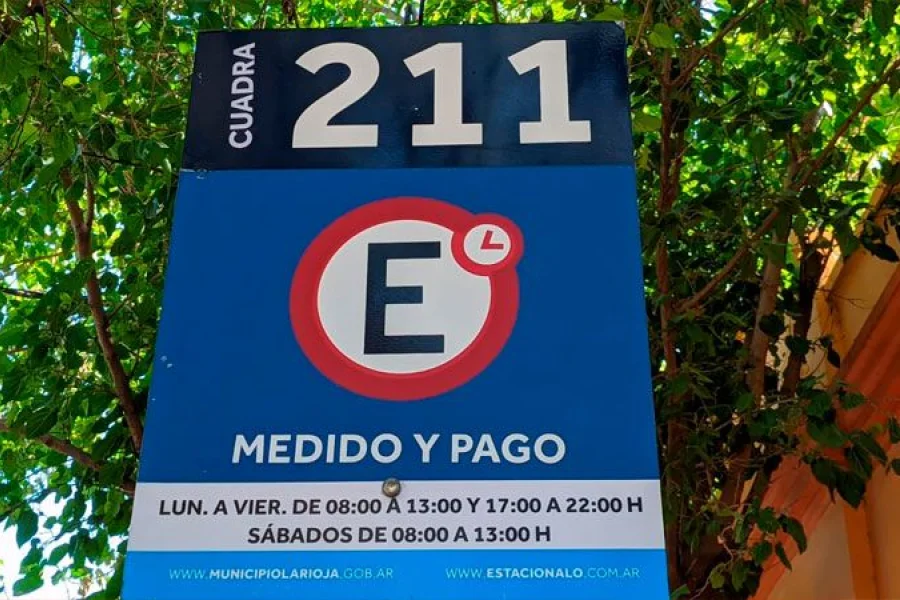 CUADRA 211
E
MEDIDO Y PAGO
LUN. A VIER. DE 08:00 A 13:00 Y 17:00 A 22:00 H
SÁBADOS DE 08:00 A 13:00 H
WWW.MUNICIPIOLARIOJA.GOB.AR WWW.ESTACIONALO.COM.AR